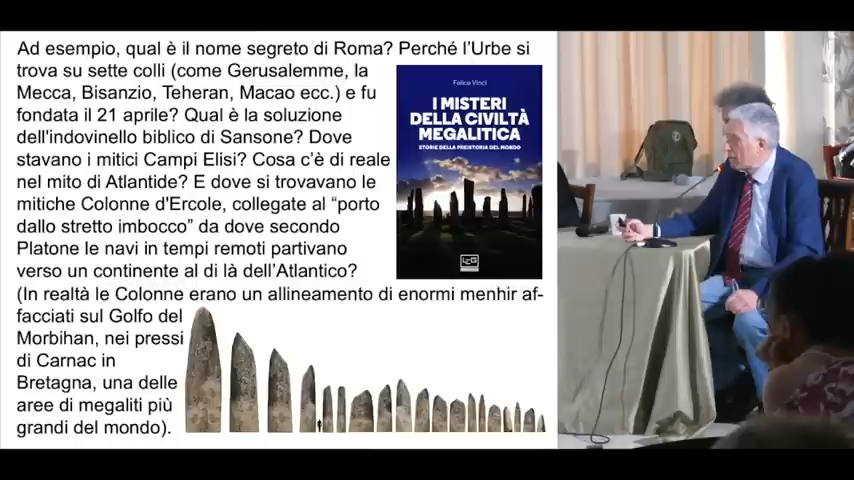 Ad esempio, qual è il nome segreto di Roma? Perché l'Urbe si
trova su sette colli (come Gerusalemme, la
Mecca, Bisanzio, Teheran, Macao ecc.) e fu
fondata il 21 aprile? Qual è la soluzione
dell'indovinello biblico di Sansone? Dove
stavano i mitici Campi Elisi? Cosa c'è di reale
nel mito di Atlantide? E dove si trovavano le
mitiche Colonne d'Ercole, collegate al “porto
dallo stretto imbocco” da dove secondo
Platone le navi in tempi remoti partivano
verso un continente al di là dell'Atlantico?
(In realtà le Colonne erano un allineamento di enormi menhir af-
facciati sul Golfo del
Morbihan, nei pressi
di Carnac in
Bretagna, una delle
aree di megaliti più
grandi del mondo).
Felice Vinci
I MISTERI
DELLA CIVILTÀ
MEGALITICA
STORIE DELLA PREISTORIA DEL MONDO